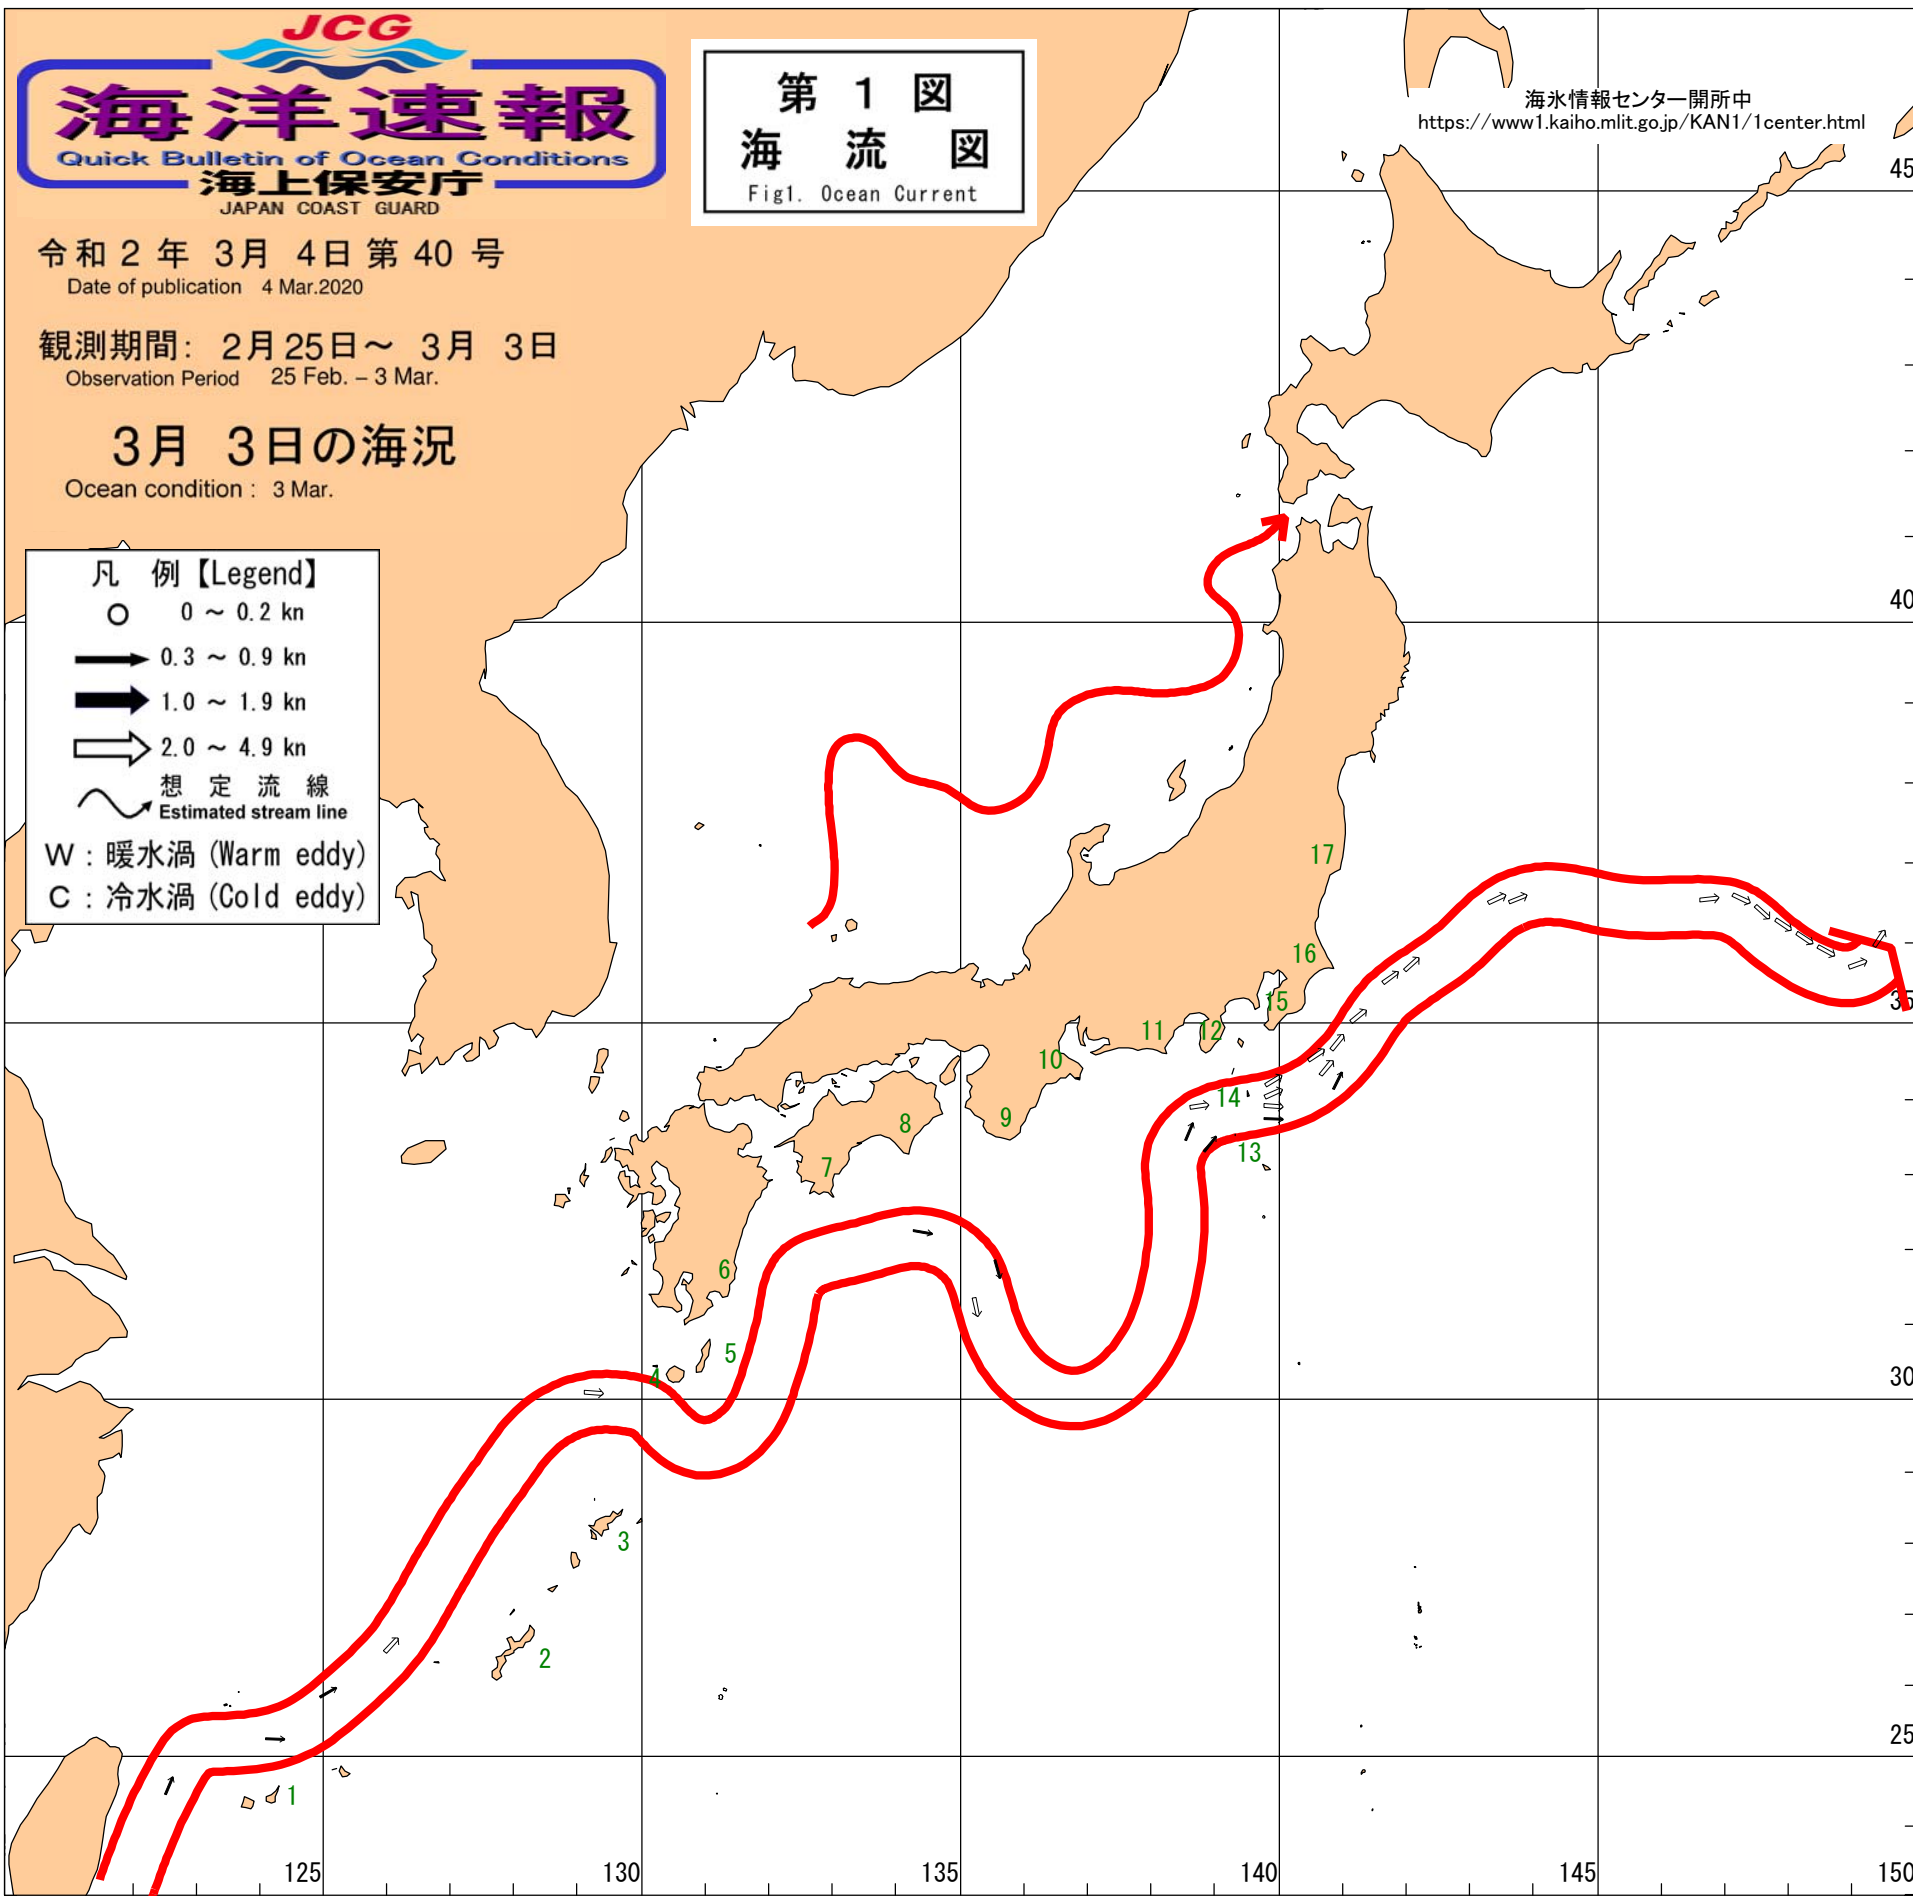 JCG
海洋速報
Quick Bulletin of Ocean Conditions
海上保安庁
JAPAN COAST GUARD
第 1 図
海 流 図
Fig1. Ocean Current
海氷情報センター開所中
https://www1.kaiho.mlit.go.jp/KAN1/1center.html
令和 2 年 3月 4日 第 40 号
Date of publication 4 Mar.2020
観測期間: 2月 25日～ 3月 3日
Observation Period 25 Feb. – 3 Mar.
3月 3日の海況
Ocean condition : 3 Mar.
凡 例【Legend】
0 ～ 0.2 kn
0.3 ～ 0.9 kn
1.0 ～ 1.9 kn
2.0 ～ 4.9 kn
想 定 流 線
Estimated stream line
W : 暖水渦 (Warm eddy)
C : 冷水渦 (Cold eddy)
45
40
35
30
25
17
16
15
14
13
12
11
10
9
8
7
6
5
4
3
2
1
125
130
135
140
145
150